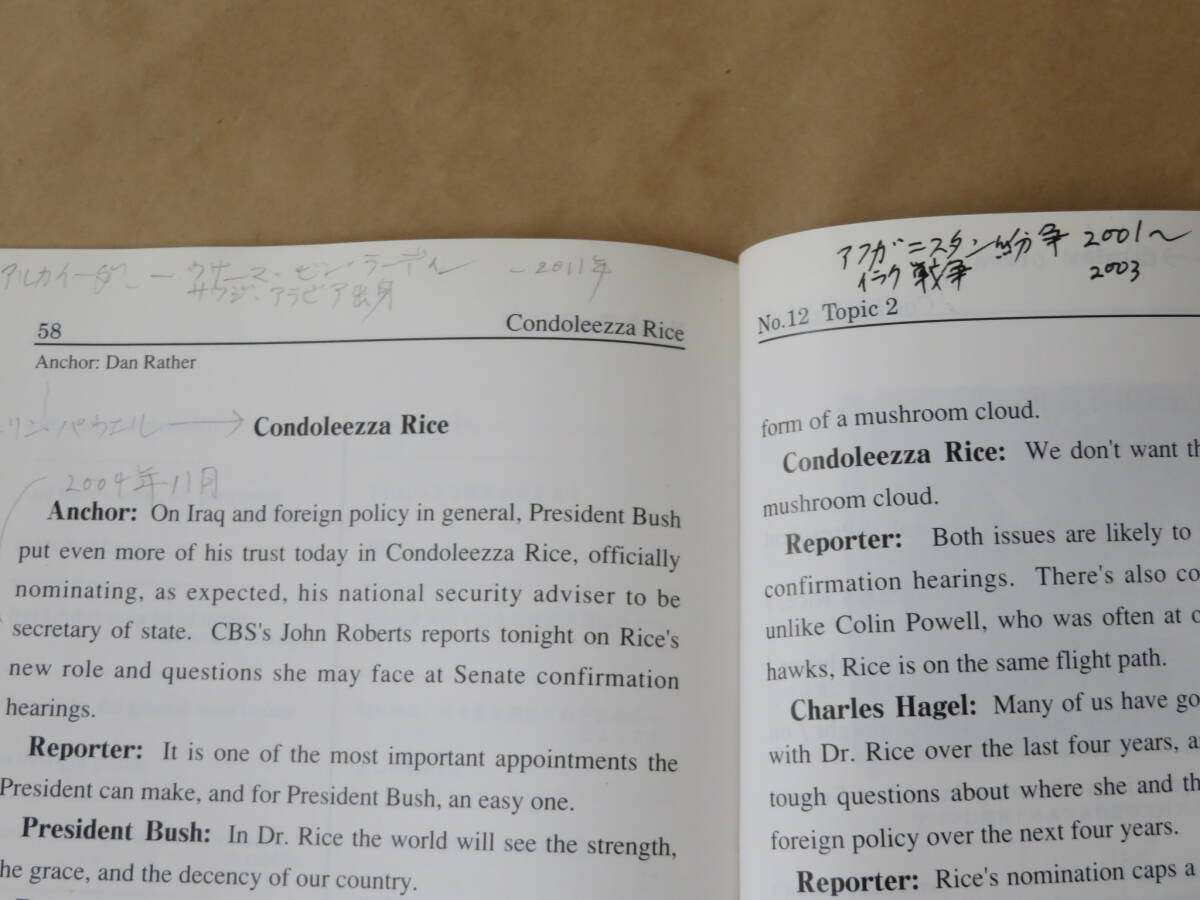 アルカイーダ — ウサーマ・ビン・ラーディン ~2011年
サウジ・アラビア出身
58 Condoleezza Rice
Anchor: Dan Rather
リン・パウエル → Condoleezza Rice
2004年11月
Anchor: On Iraq and foreign policy in general, President Bush
put even more of his trust today in Condoleezza Rice, officially
nominating, as expected, his national security adviser to be
secretary of state. CBS's John Roberts reports tonight on Rice's
new role and questions she may face at Senate confirmation
hearings.
Reporter: It is one of the most important appointments the
President can make, and for President Bush, an easy one.
President Bush: In Dr. Rice the world will see the strength,
he grace, and the decency of our country.
アフガニスタン紛争 2001~
イラク戦争 2003
No.12 Topic 2
form of a mushroom cloud.
Condoleezza Rice: We don't want th
mushroom cloud.
Reporter: Both issues are likely to
confirmation hearings. There's also co
unlike Colin Powell, who was often at o
hawks, Rice is on the same flight path.
Charles Hagel: Many of us have go
with Dr. Rice over the last four years, a
tough questions about where she and th
foreign policy over the next four years.
Reporter: Rice's nomination caps a